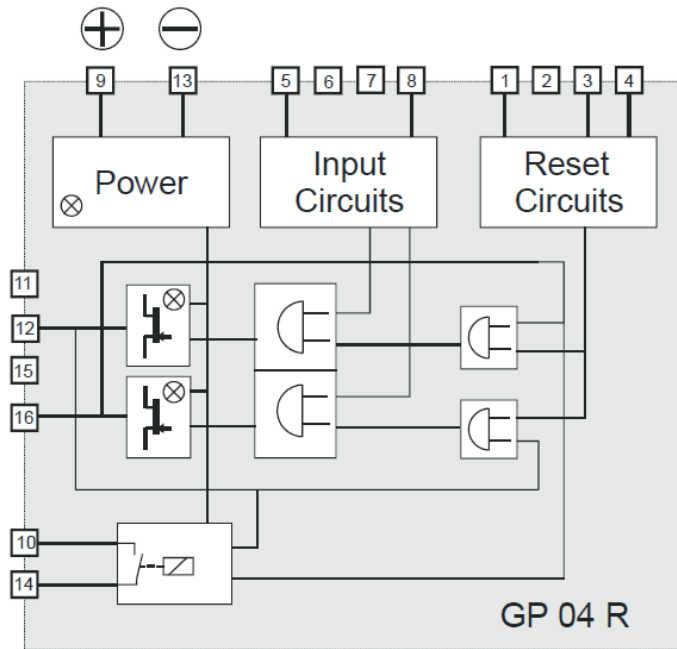 + −
9 13 5 6 7 8 1 2 3 4
Power
Input
Circuits
Reset
Circuits
11
12
15
16
10
14
GP 04 R